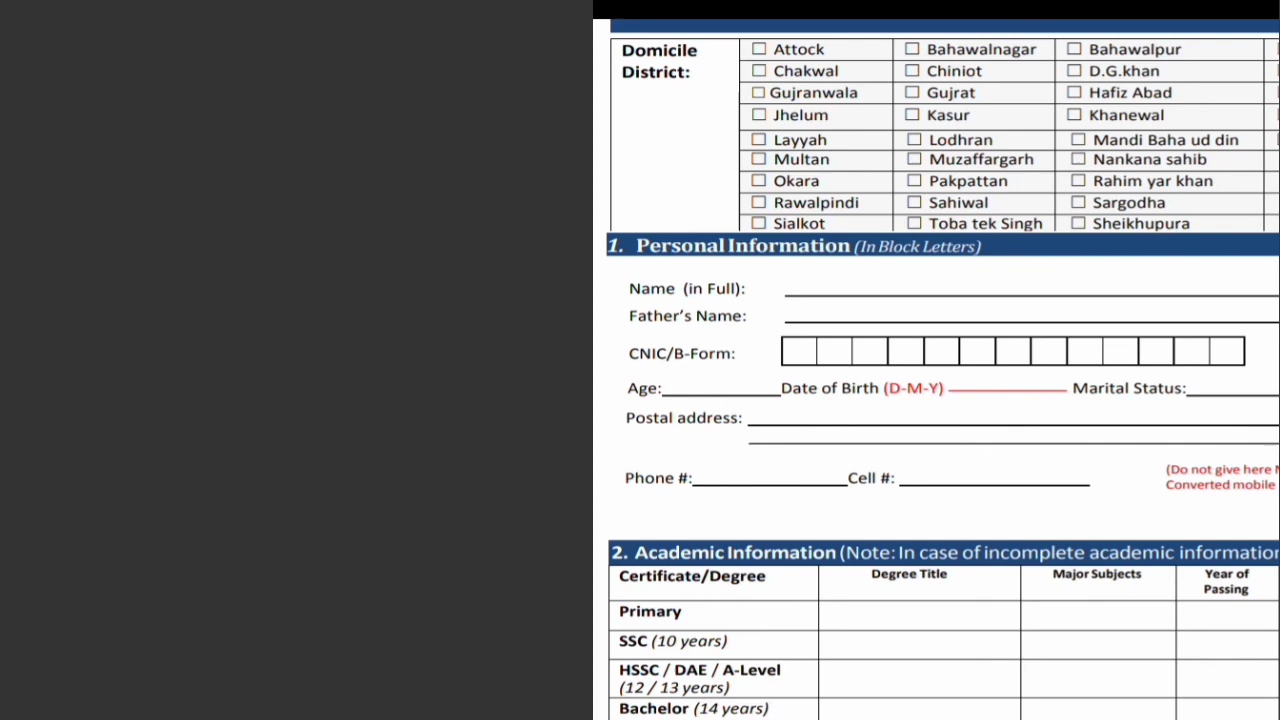 Domicile District:
☐ Attock ☐ Bahawalnagar ☐ Bahawalpur
☐ Chakwal ☐ Chiniot ☐ D.G.khan
☐ Gujranwala ☐ Gujrat ☐ Hafiz Abad
☐ Jhelum ☐ Kasur ☐ Khanewal
☐ Layyah ☐ Lodhran ☐ Mandi Baha ud din
☐ Multan ☐ Muzaffargarh ☐ Nankana sahib
☐ Okara ☐ Pakpattan ☐ Rahim yar khan
☐ Rawalpindi ☐ Sahiwal ☐ Sargodha
☐ Sialkot ☐ Toba tek Singh ☐ Sheikhupura
1. Personal Information (In Block Letters)
Name (in Full):
Father’s Name:
CNIC/B-Form:
Age: Date of Birth (D-M-Y) Marital Status:
Postal address:
Phone #: Cell #:
(Do not give here
Converted mobile
2. Academic Information (Note: In case of incomplete academic information
Certificate/Degree Degree Title Major Subjects Year of Passing
Primary
SSC (10 years)
HSSC / DAE / A-Level
(12 / 13 years)
Bachelor (14 years)